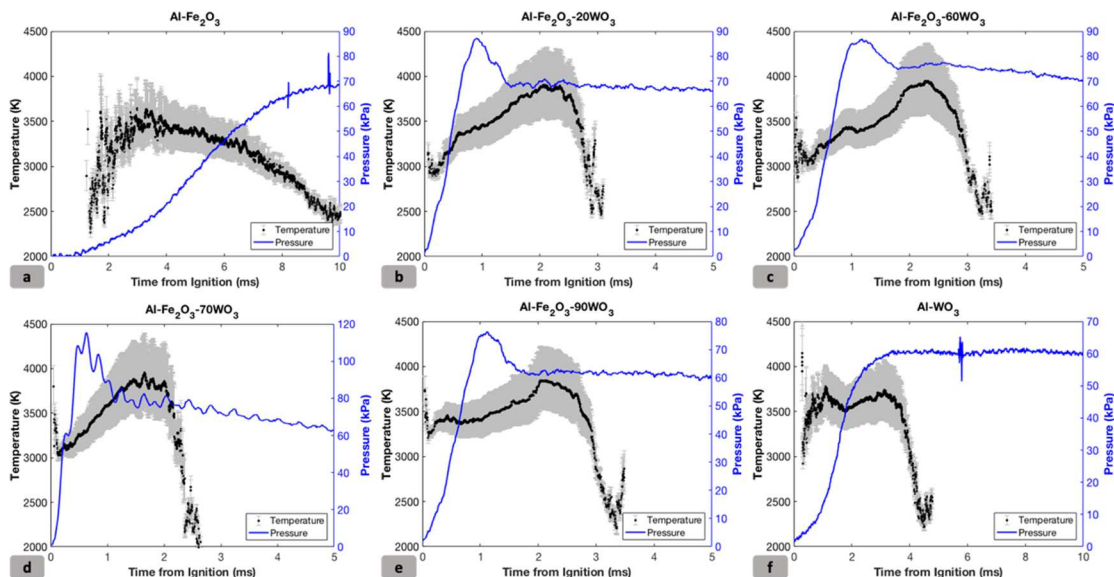 Al-Fe₂O₃
Temperature (K)
4500
4000
3500
3000
2500
2000
0 2 4 6 8 10
Time from Ignition (ms)
90
80
70
60
50
40
30
20
10
0
Pressure (kPa)
Temperature
Pressure
a
Al-Fe₂O₃-20WO₃
Temperature (K)
4500
4000
3500
3000
2500
2000
0 1 2 3 4 5
Time from Ignition (ms)
90
80
70
60
50
40
30
20
10
0
Pressure (kPa)
Temperature
Pressure
b
Al-Fe₂O₃-60WO₃
Temperature (K)
4500
4000
3500
3000
2500
2000
0 1 2 3 4 5
Time from Ignition (ms)
90
80
70
60
50
40
30
20
10
0
Pressure (kPa)
Temperature
Pressure
c
Al-Fe₂O₃-70WO₃
Temperature (K)
4500
4000
3500
3000
2500
2000
0 1 2 3 4 5
Time from Ignition (ms)
120
100
80
60
40
20
0
Pressure (kPa)
Temperature
Pressure
d
Al-Fe₂O₃-90WO₃
Temperature (K)
4500
4000
3500
3000
2500
2000
0 1 2 3 4 5
Time from Ignition (ms)
80
70
60
50
40
30
20
10
0
Pressure (kPa)
Temperature
Pressure
e
Al-WO₃
Temperature (K)
4500
4000
3500
3000
2500
2000
0 2 4 6 8 10
Time from Ignition (ms)
70
60
50
40
30
20
10
0
Pressure (kPa)
Temperature
Pressure
f